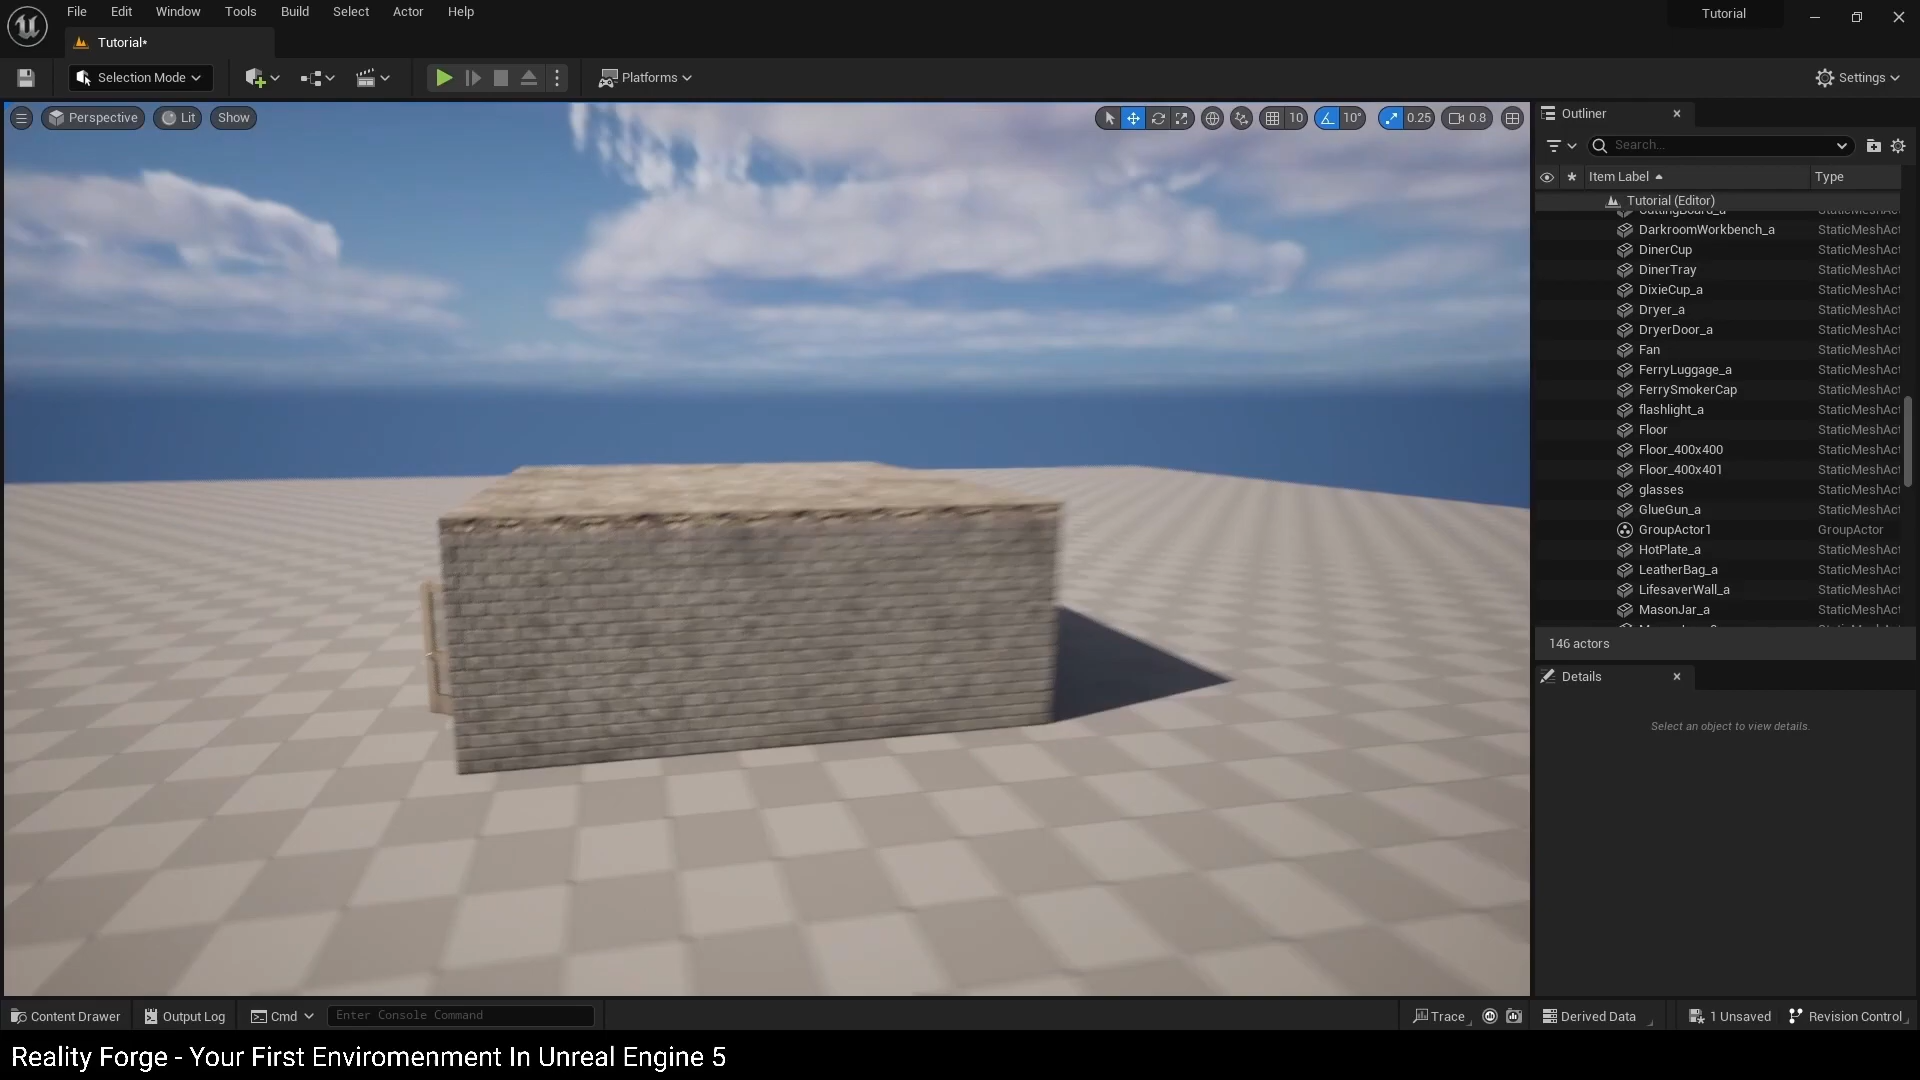 File Edit Window Tools Build Select Actor Help
Tutorial
Tutorial*
Selection Mode
Platforms
Settings
Perspective Lit Show
10 10° 0.25 0.8
Outliner
Search...
Item Label Type
Tutorial (Editor)
CuttingBoard_a
DarkroomWorkbench_a StaticMeshAct
DinerCup StaticMeshAct
DinerTray StaticMeshAct
DixieCup_a StaticMeshAct
Dryer_a StaticMeshAct
DryerDoor_a StaticMeshAct
Fan StaticMeshAct
FerryLuggage_a StaticMeshAct
FerrySmokerCap StaticMeshAct
flashlight_a StaticMeshAct
Floor StaticMeshAct
Floor_400x400 StaticMeshAct
Floor_400x401 StaticMeshAct
glasses StaticMeshAct
GlueGun_a StaticMeshAct
GroupActor1 GroupActor
HotPlate_a StaticMeshAct
LeatherBag_a StaticMeshAct
LifesaverWall_a StaticMeshAct
MasonJar_a StaticMeshAct
146 actors
Details
Select an object to view details.
Content Drawer Output Log Cmd Enter Console Command Trace Derived Data 1 Unsaved Revision Control
Reality Forge - Your First Enviromenment In Unreal Engine 5